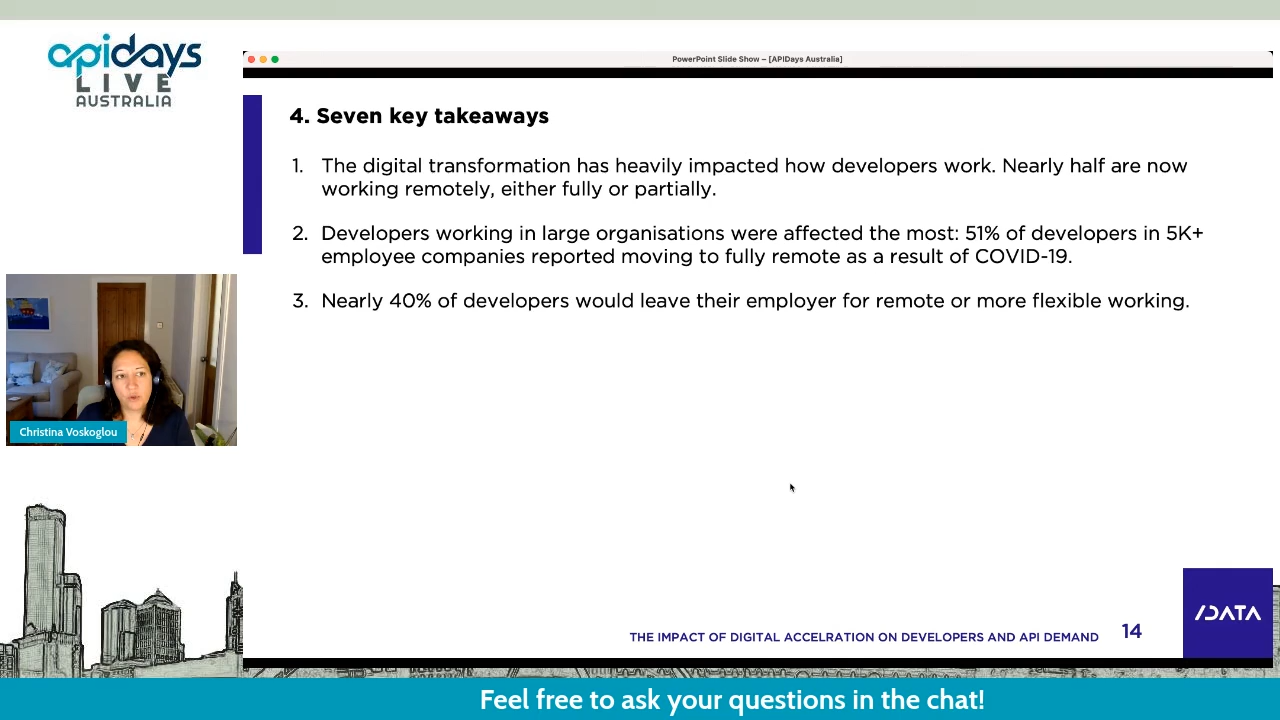 apidays
LIVE
AUSTRALIA
PowerPoint Slide Show – [APIDays Australia]
4. Seven key takeaways
1. The digital transformation has heavily impacted how developers work. Nearly half are now
working remotely, either fully or partially.
2. Developers working in large organisations were affected the most: 51% of developers in 5K+
employee companies reported moving to fully remote as a result of COVID-19.
3. Nearly 40% of developers would leave their employer for remote or more flexible working.
Christina Voskoglou
THE IMPACT OF DIGITAL ACCELRATION ON DEVELOPERS AND API DEMAND 14
/DATA
Feel free to ask your questions in the chat!